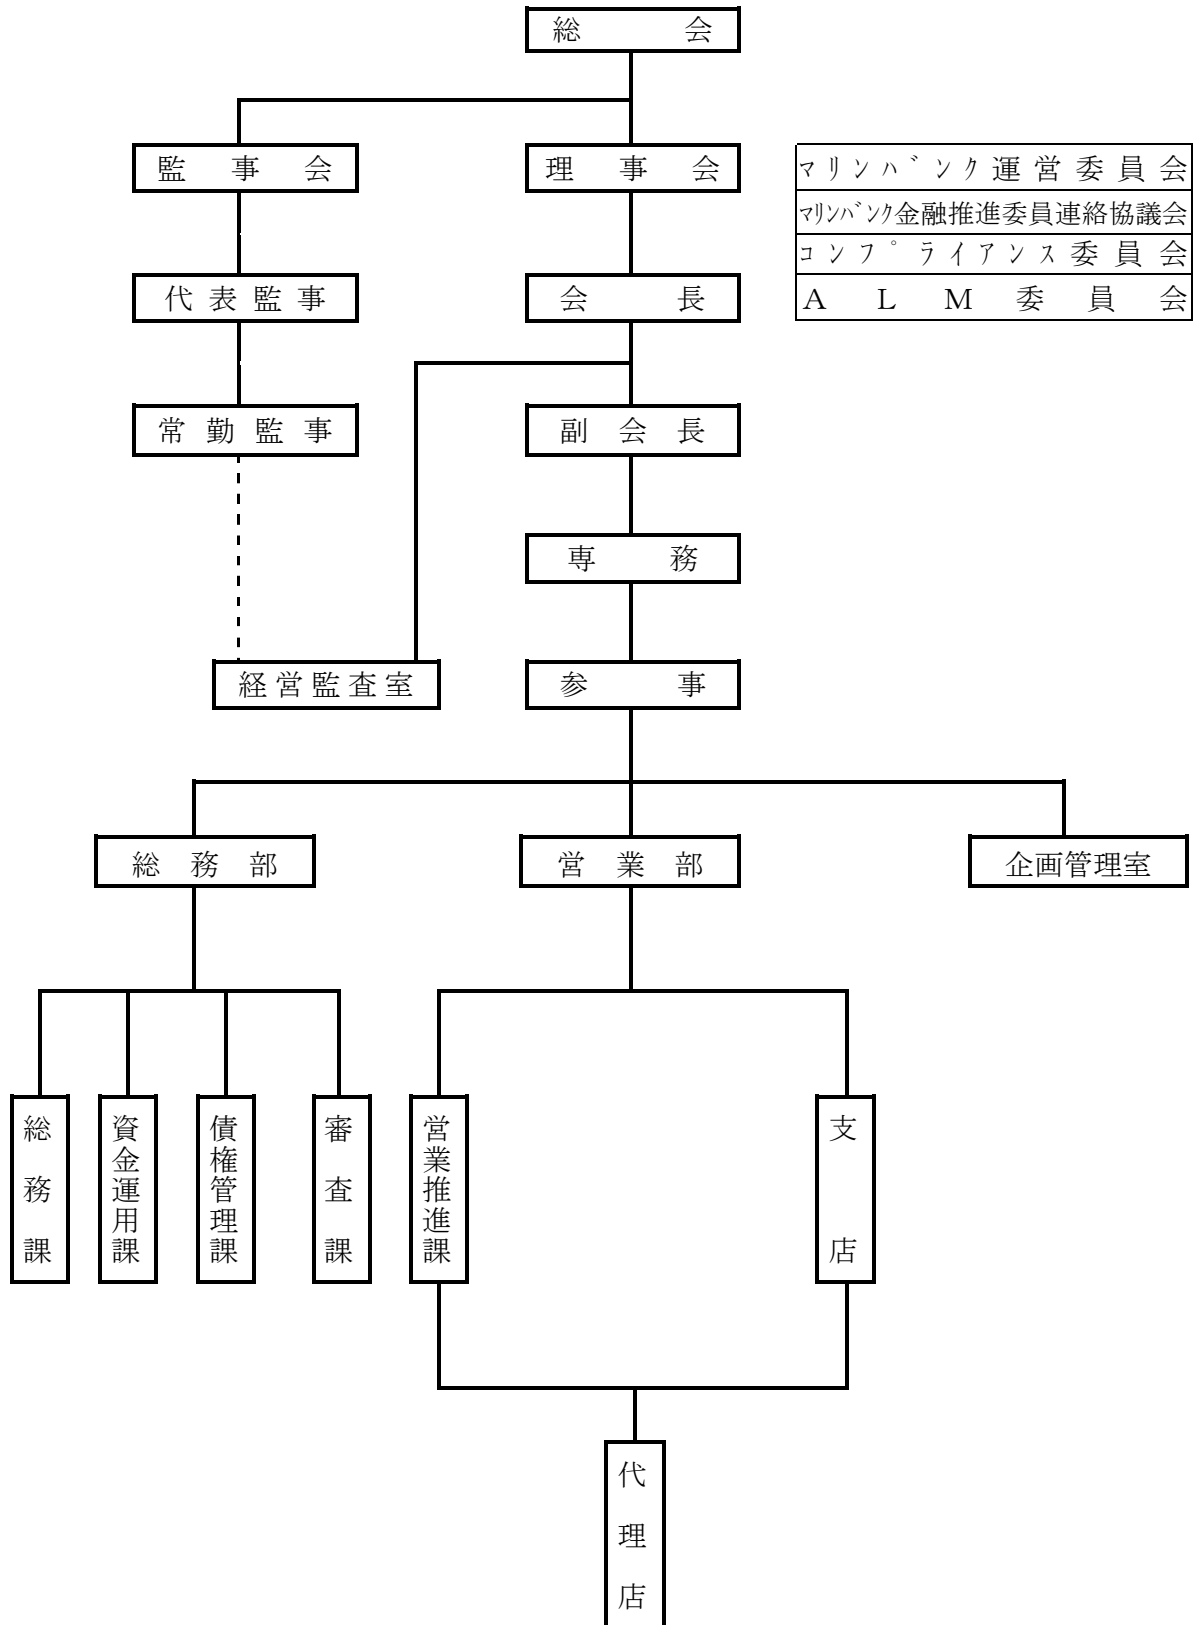 総会
監事会
理事会
マリンバンク運営委員会
マリンバンク金融推進委員連絡協議会
コンプライアンス委員会
ALM委員会
代表監事
会長
常勤監事
副会長
専務
経営監査室
参事
総務部
営業部
企画管理室
総務課
資金運用課
債権管理課
審査課
営業推進課
支店
代理店